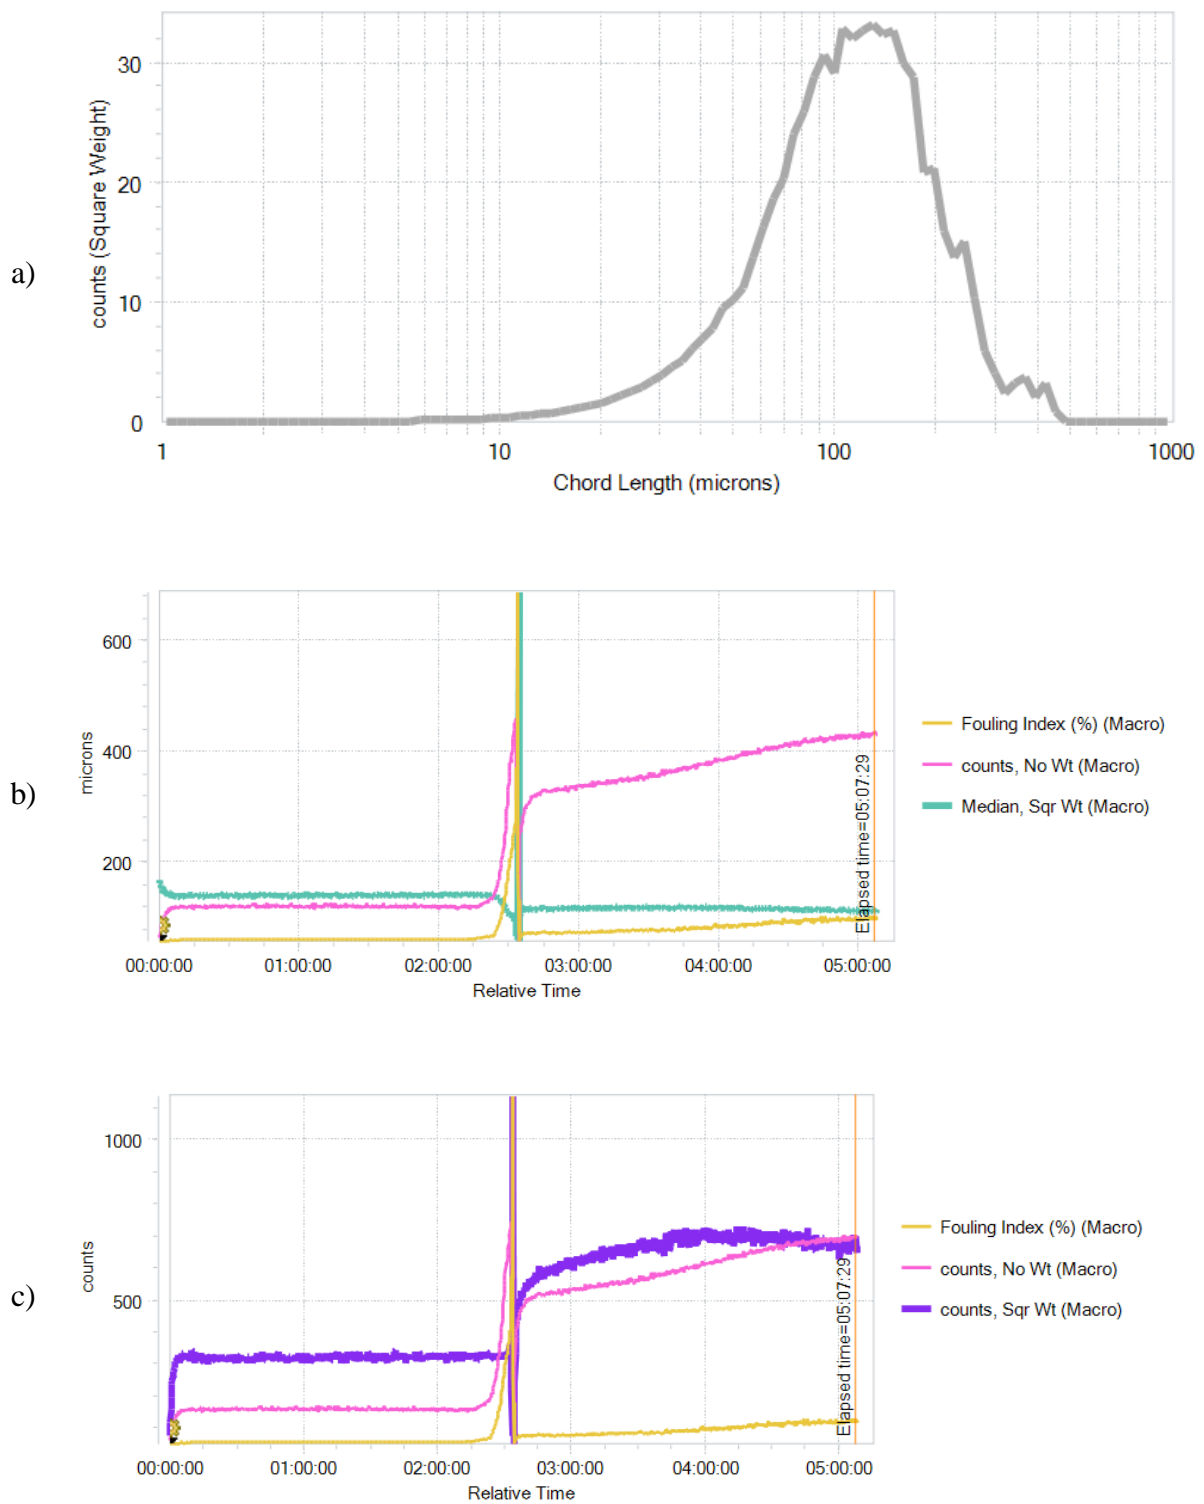 a)
counts (Square Weight)
30
20
10
0
1
10
100
1000
Chord Length (microns)
b)
microns
600
400
200
Elapsed time=05:07:29
00:00:00
01:00:00
02:00:00
03:00:00
04:00:00
05:00:00
Relative Time
Fouling Index (%) (Macro)
counts, No Wt (Macro)
Median, Sqr Wt (Macro)
c)
counts
1000
500
Elapsed time=05:07:29
00:00:00
01:00:00
02:00:00
03:00:00
04:00:00
05:00:00
Relative Time
Fouling Index (%) (Macro)
counts, No Wt (Macro)
counts, Sqr Wt (Macro)